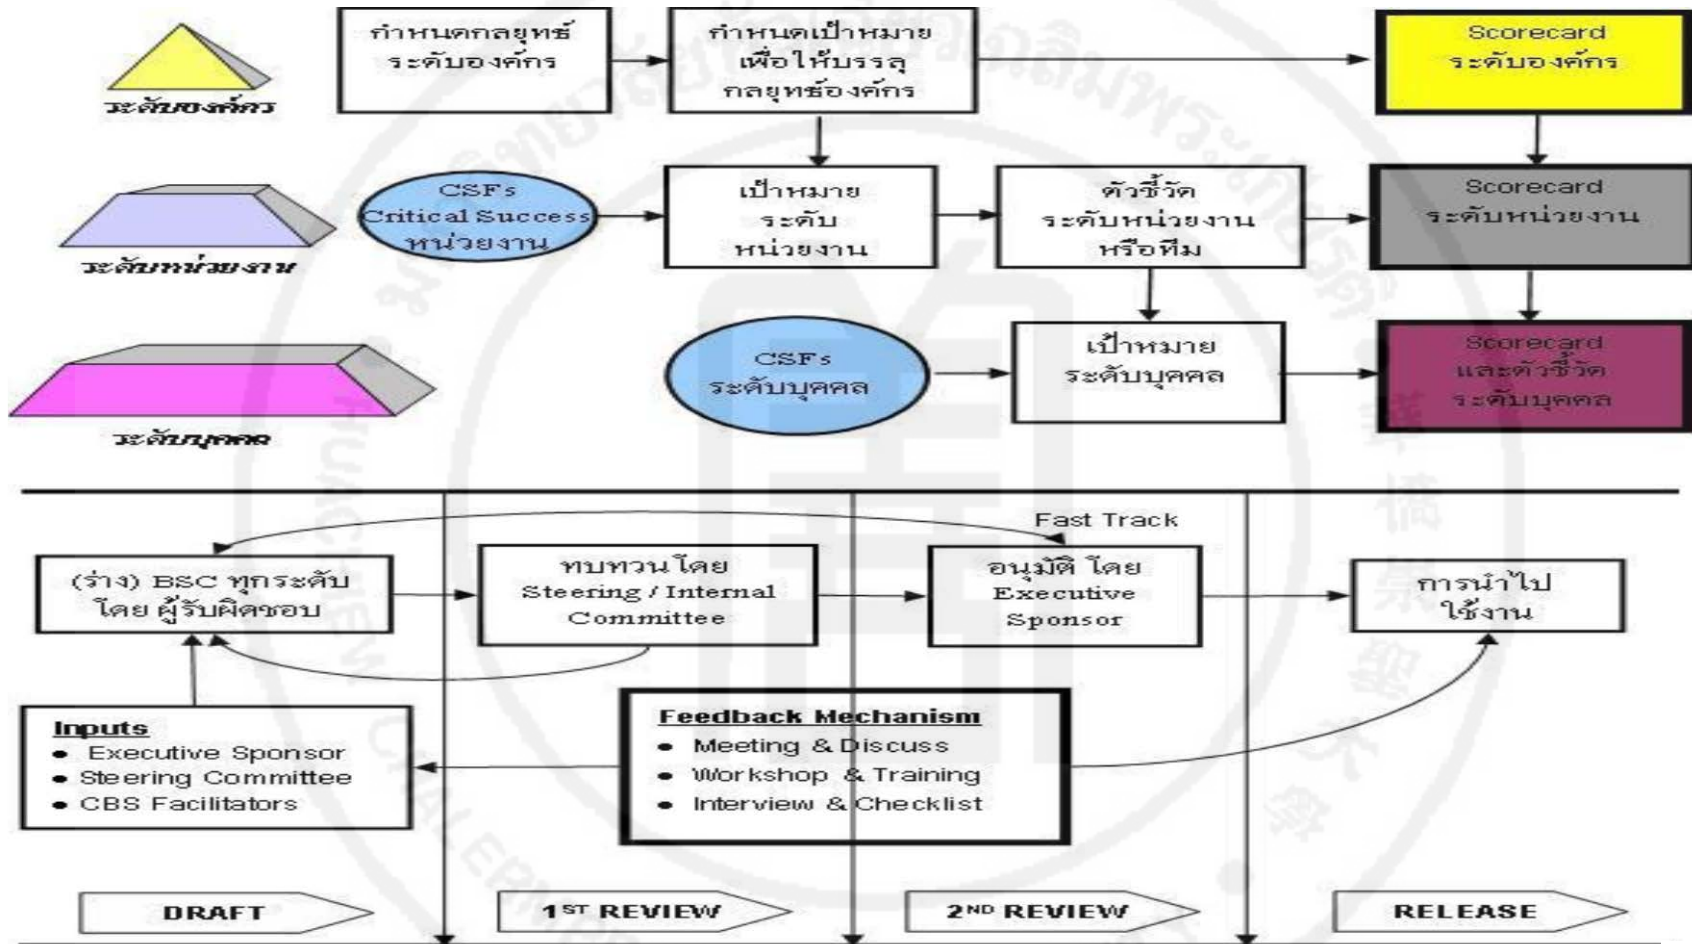 กำหนดกลยุทธ์
ระดับองค์กร
กำหนดเป้าหมาย
เพื่อให้บรรลุ
กลยุทธ์องค์กร
Scorecard
ระดับองค์กร
ระดับองค์กร
CSFs
Critical Success
หน่วยงาน
เป้าหมาย
ระดับ
หน่วยงาน
ตัวชี้วัด
ระดับหน่วยงาน
หรือทีม
Scorecard
ระดับหน่วยงาน
ระดับหน่วยงาน
CSFs
ระดับบุคคล
เป้าหมาย
ระดับบุคคล
Scorecard
และตัวชี้วัด
ระดับบุคคล
ระดับบุคคล
Fast Track
(ร่าง) BSC ทุกระดับ
โดย ผู้รับผิดชอบ
ทบทวนโดย
Steering / Internal
Committee
อนุมัติ โดย
Executive
Sponsor
การนำไป
ใช้งาน
Inputs
• Executive Sponsor
• Steering Committee
• CBS Facilitators
Feedback Mechanism
• Meeting & Discuss
• Workshop & Training
• Interview & Checklist
DRAFT
1ST REVIEW
2ND REVIEW
RELEASE